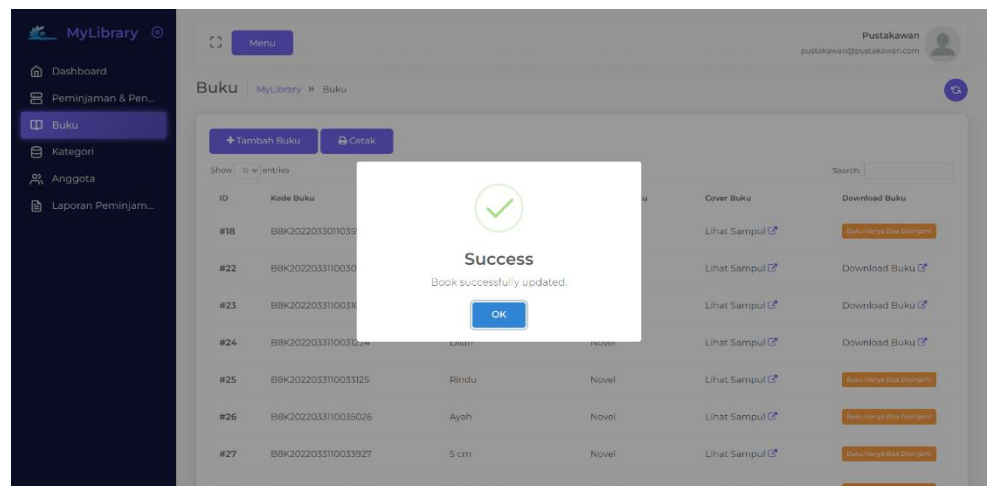 MyLibrary
Menu
Pustakawan
pustakawan@pustakawan.com
Dashboard
Peminjaman & Pen...
Buku
Kategori
Anggota
Laporan Peminjam...
Buku MyLibrary » Buku
+Tambah Buku Cetak
Show 10 entries Search:
ID Kode Buku Cover Buku Download Buku
#18 Lihat Sampul Buku Hanya Bisa Dipinjam!
#22 Lihat Sampul Download Buku
#23 Lihat Sampul Download Buku
#24 Dilan Novel Lihat Sampul Download Buku
#25 B8K2022033110033125 Rindu Novel Lihat Sampul Buku Hanya Bisa Dipinjam!
#26 B8K2022033110035026 Ayah Novel Lihat Sampul Buku Hanya Bisa Dipinjam!
#27 B8K2022033110033927 5 cm Novel Lihat Sampul Buku Hanya Bisa Dipinjam!
Success
Book successfully updated.
OK